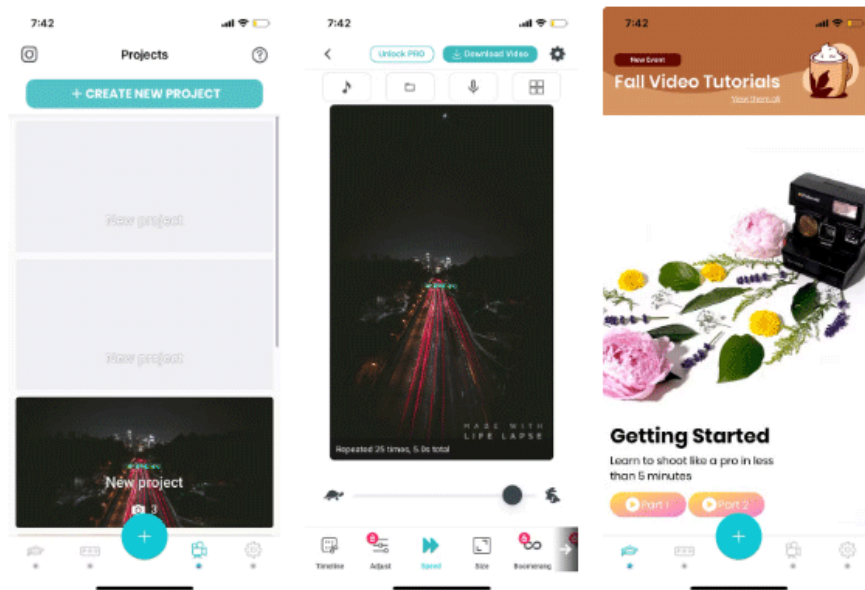 7:42
Projects
+ CREATE NEW PROJECT
New project
New project
New project
3
7:42
Unlock PRO
Download Video
MADE WITH
LIFE LAPSE
Repeated 25 times, 5.0s total
Timeline
Adjust
Speed
Size
Boomerang
7:42
New Event
Fall Video Tutorials
View them all
Getting Started
Learn to shoot like a pro in less
than 5 minutes
Part 1
Part 2